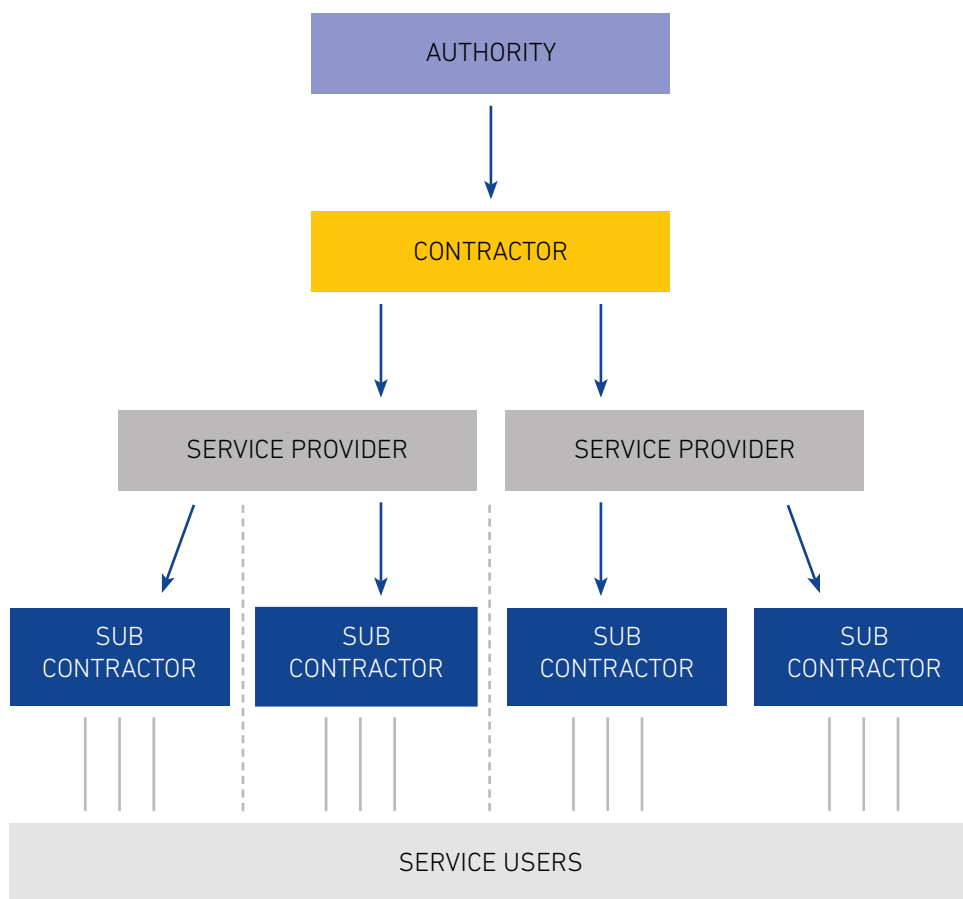 AUTHORITY
CONTRACTOR
SERVICE PROVIDER
SERVICE PROVIDER
SUB
CONTRACTOR
SUB
CONTRACTOR
SUB
CONTRACTOR
SUB
CONTRACTOR
SERVICE USERS